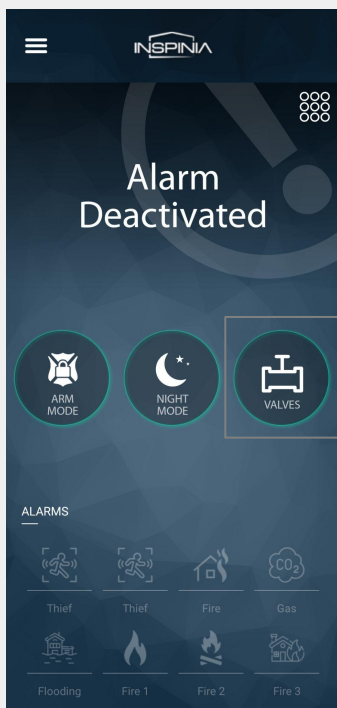 INSPINIA
Alarm
Deactivated
ARM
MODE
NIGHT
MODE
VALVES
ALARMS
CO2
Thief
Thief
Fire
Gas
Flooding
Fire 1
Fire 2
Fire 3